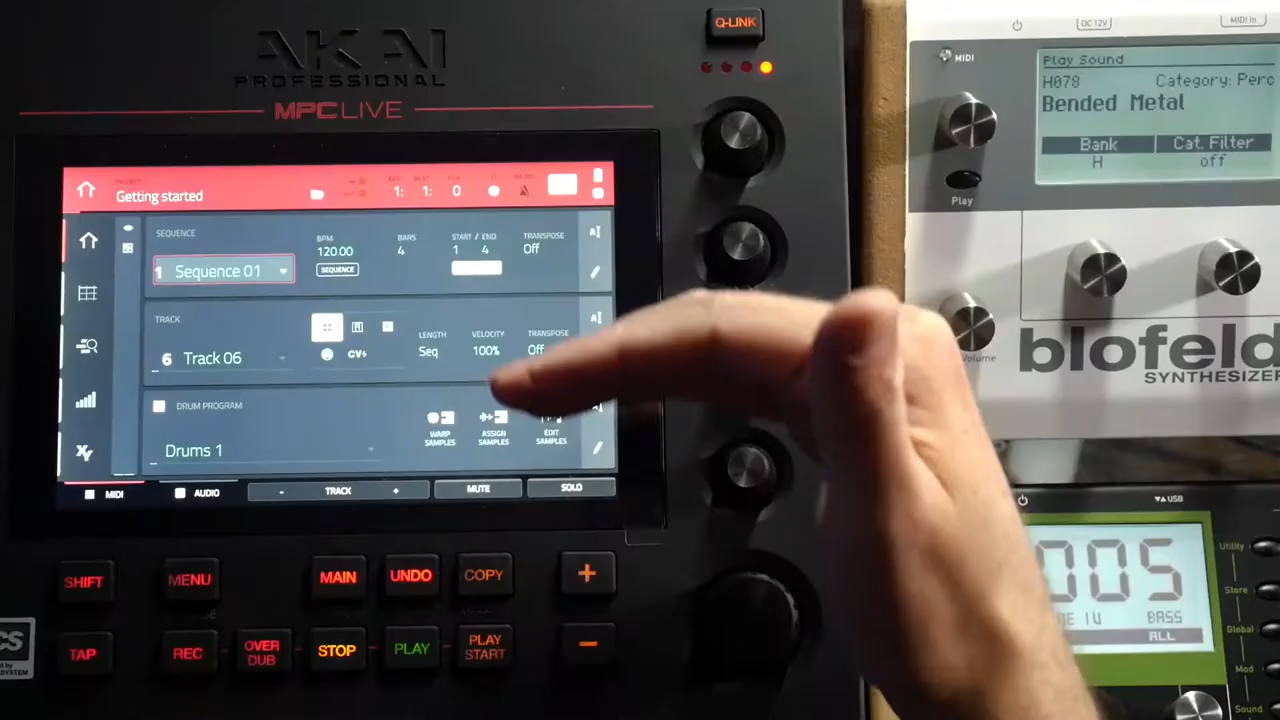 AKAI
PROFESSIONAL
MPCLIVE
Q-LINK
PROJECT
Getting started
1: 1: 0
SEQUENCE
1 Sequence 01
BPM
120.00
SEQUENCE
BARS
4
START / END
1 4
TRANSPOSE
Off
TRACK
6 Track 06
CV
LENGTH
Seq
VELOCITY
100%
TRANSPOSE
Off
DRUM PROGRAM
Drums 1
WARP
SAMPLES
ASSIGN
SAMPLES
EDIT
SAMPLES
MIDI
AUDIO
- TRACK +
MUTE
SOLO
SHIFT
MENU
MAIN
UNDO
COPY
+
TAP
REC
OVER
DUB
STOP
PLAY
PLAY
START
-
DC 12V
MIDI In
MIDI
Play Sound
H078 Category: Perc
Bended Metal
Bank Cat. Filter
H off
Play
Volume
blofeld
SYNTHESIZER
USB
005
BASS
ALL
Utility
Store
Global
Mod
Sound